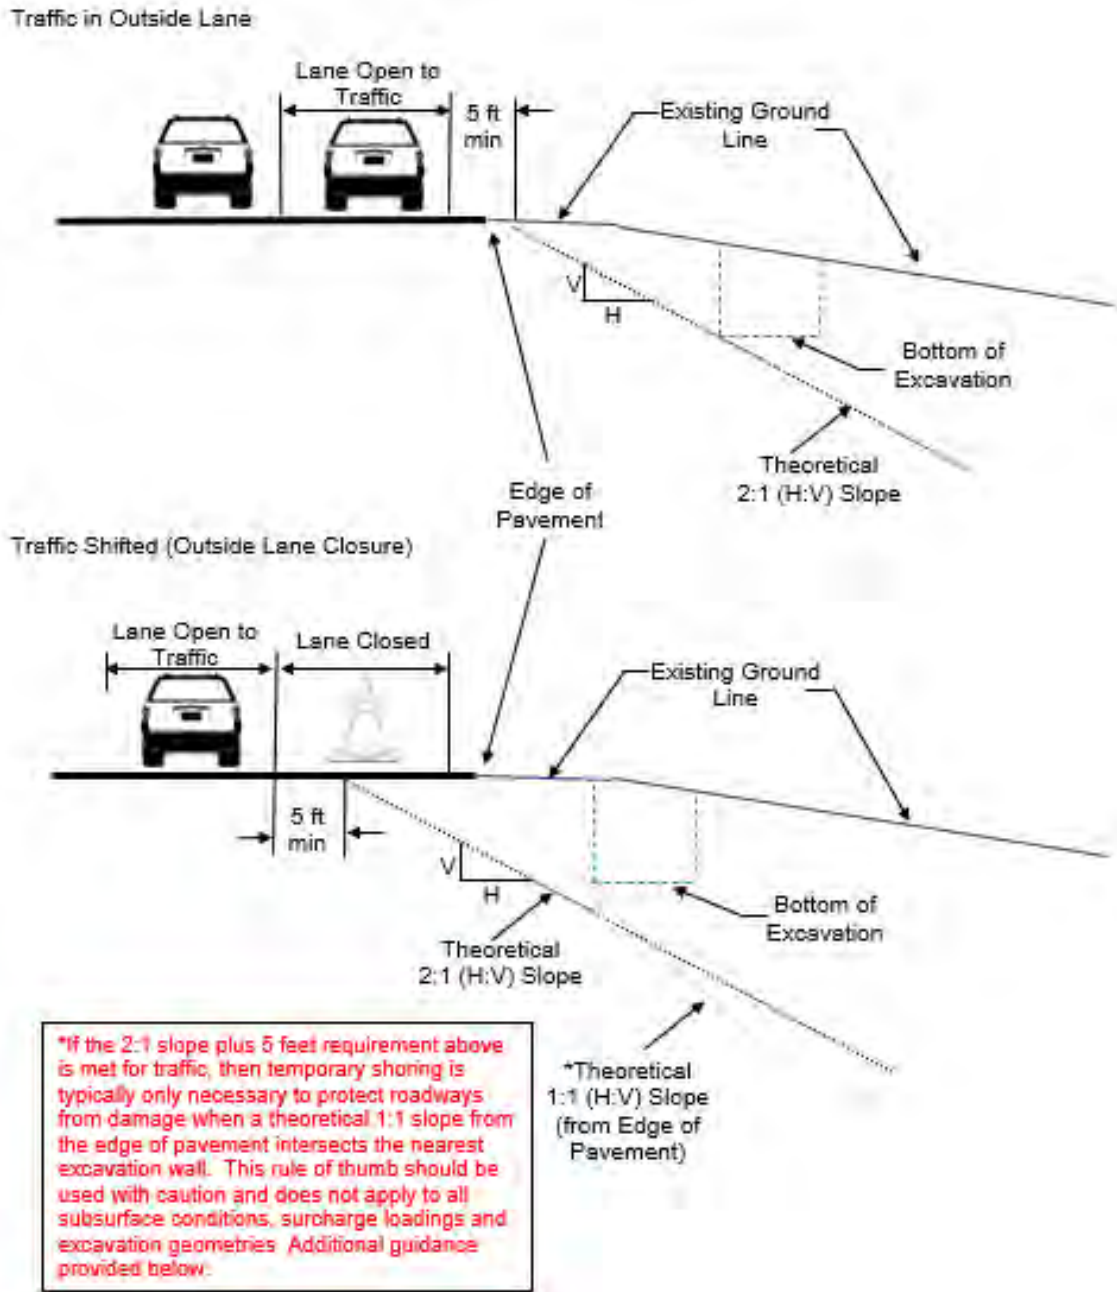 Traffic in Outside Lane
Lane Open to
Traffic
5 ft
min
Existing Ground
Line
V
H
Bottom of
Excavation
Theoretical
2:1 (H:V) Slope
Edge of
Pavement
Traffic Shifted (Outside Lane Closure)
Lane Open to
Traffic
Lane Closed
Existing Ground
Line
5 ft
min
V
H
Bottom of
Excavation
Theoretical
2:1 (H:V) Slope
*Theoretical
1:1 (H:V) Slope
(from Edge of
Pavement)
*If the 2:1 slope plus 5 feet requirement above
is met for traffic, then temporary shoring is
typically only necessary to protect roadways
from damage when a theoretical 1:1 slope from
the edge of pavement intersects the nearest
excavation wall. This rule of thumb should be
used with caution and does not apply to all
subsurface conditions, surcharge loadings and
excavation geometries Additional guidance
provided below.